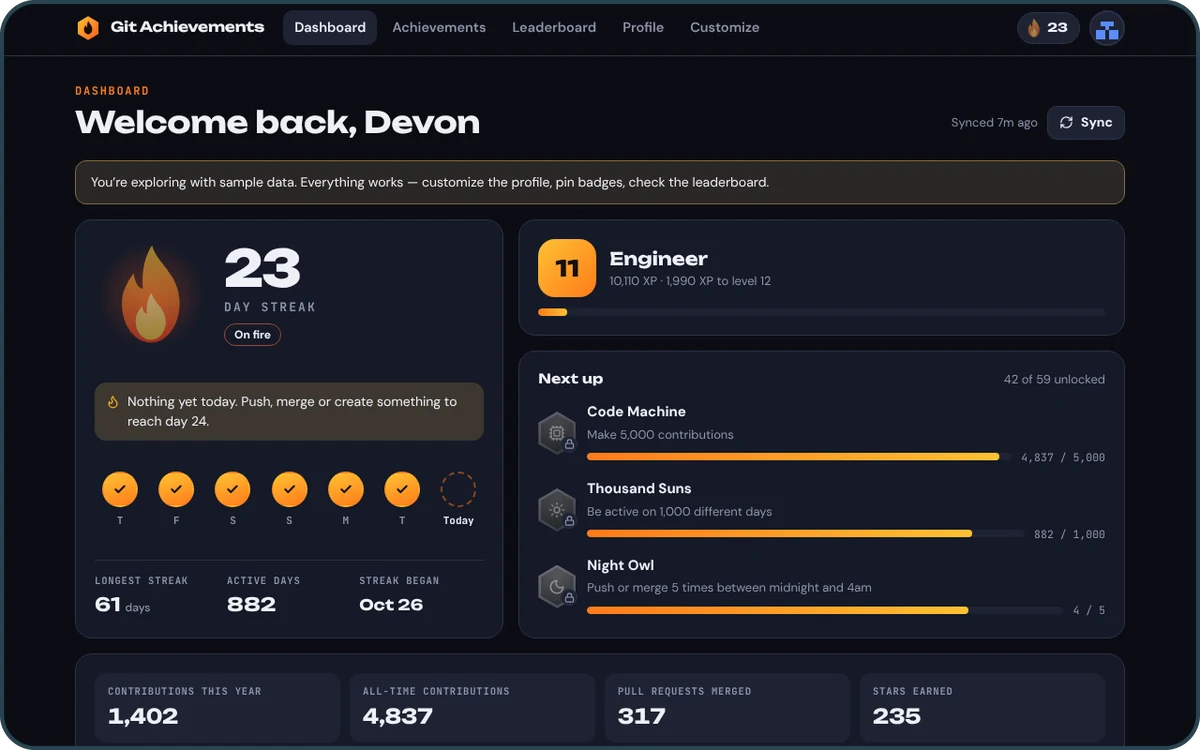 Git Achievements
Dashboard
Achievements
Leaderboard
Profile
Customize
23
DASHBOARD
Welcome back, Devon
Synced 7m ago
Sync
You’re exploring with sample data. Everything works — customize the profile, pin badges, check the leaderboard.
23
DAY STREAK
On fire
Nothing yet today. Push, merge or create something to
reach day 24.
T F S S M T Today
LONGEST STREAK
61 days
ACTIVE DAYS
882
STREAK BEGAN
Oct 26
11
Engineer
10,110 XP · 1,990 XP to level 12
Next up
42 of 59 unlocked
Code Machine
Make 5,000 contributions
4,837 / 5,000
Thousand Suns
Be active on 1,000 different days
882 / 1,000
Night Owl
Push or merge 5 times between midnight and 4am
4 / 5
CONTRIBUTIONS THIS YEAR
1,402
ALL-TIME CONTRIBUTIONS
4,837
PULL REQUESTS MERGED
317
STARS EARNED
235